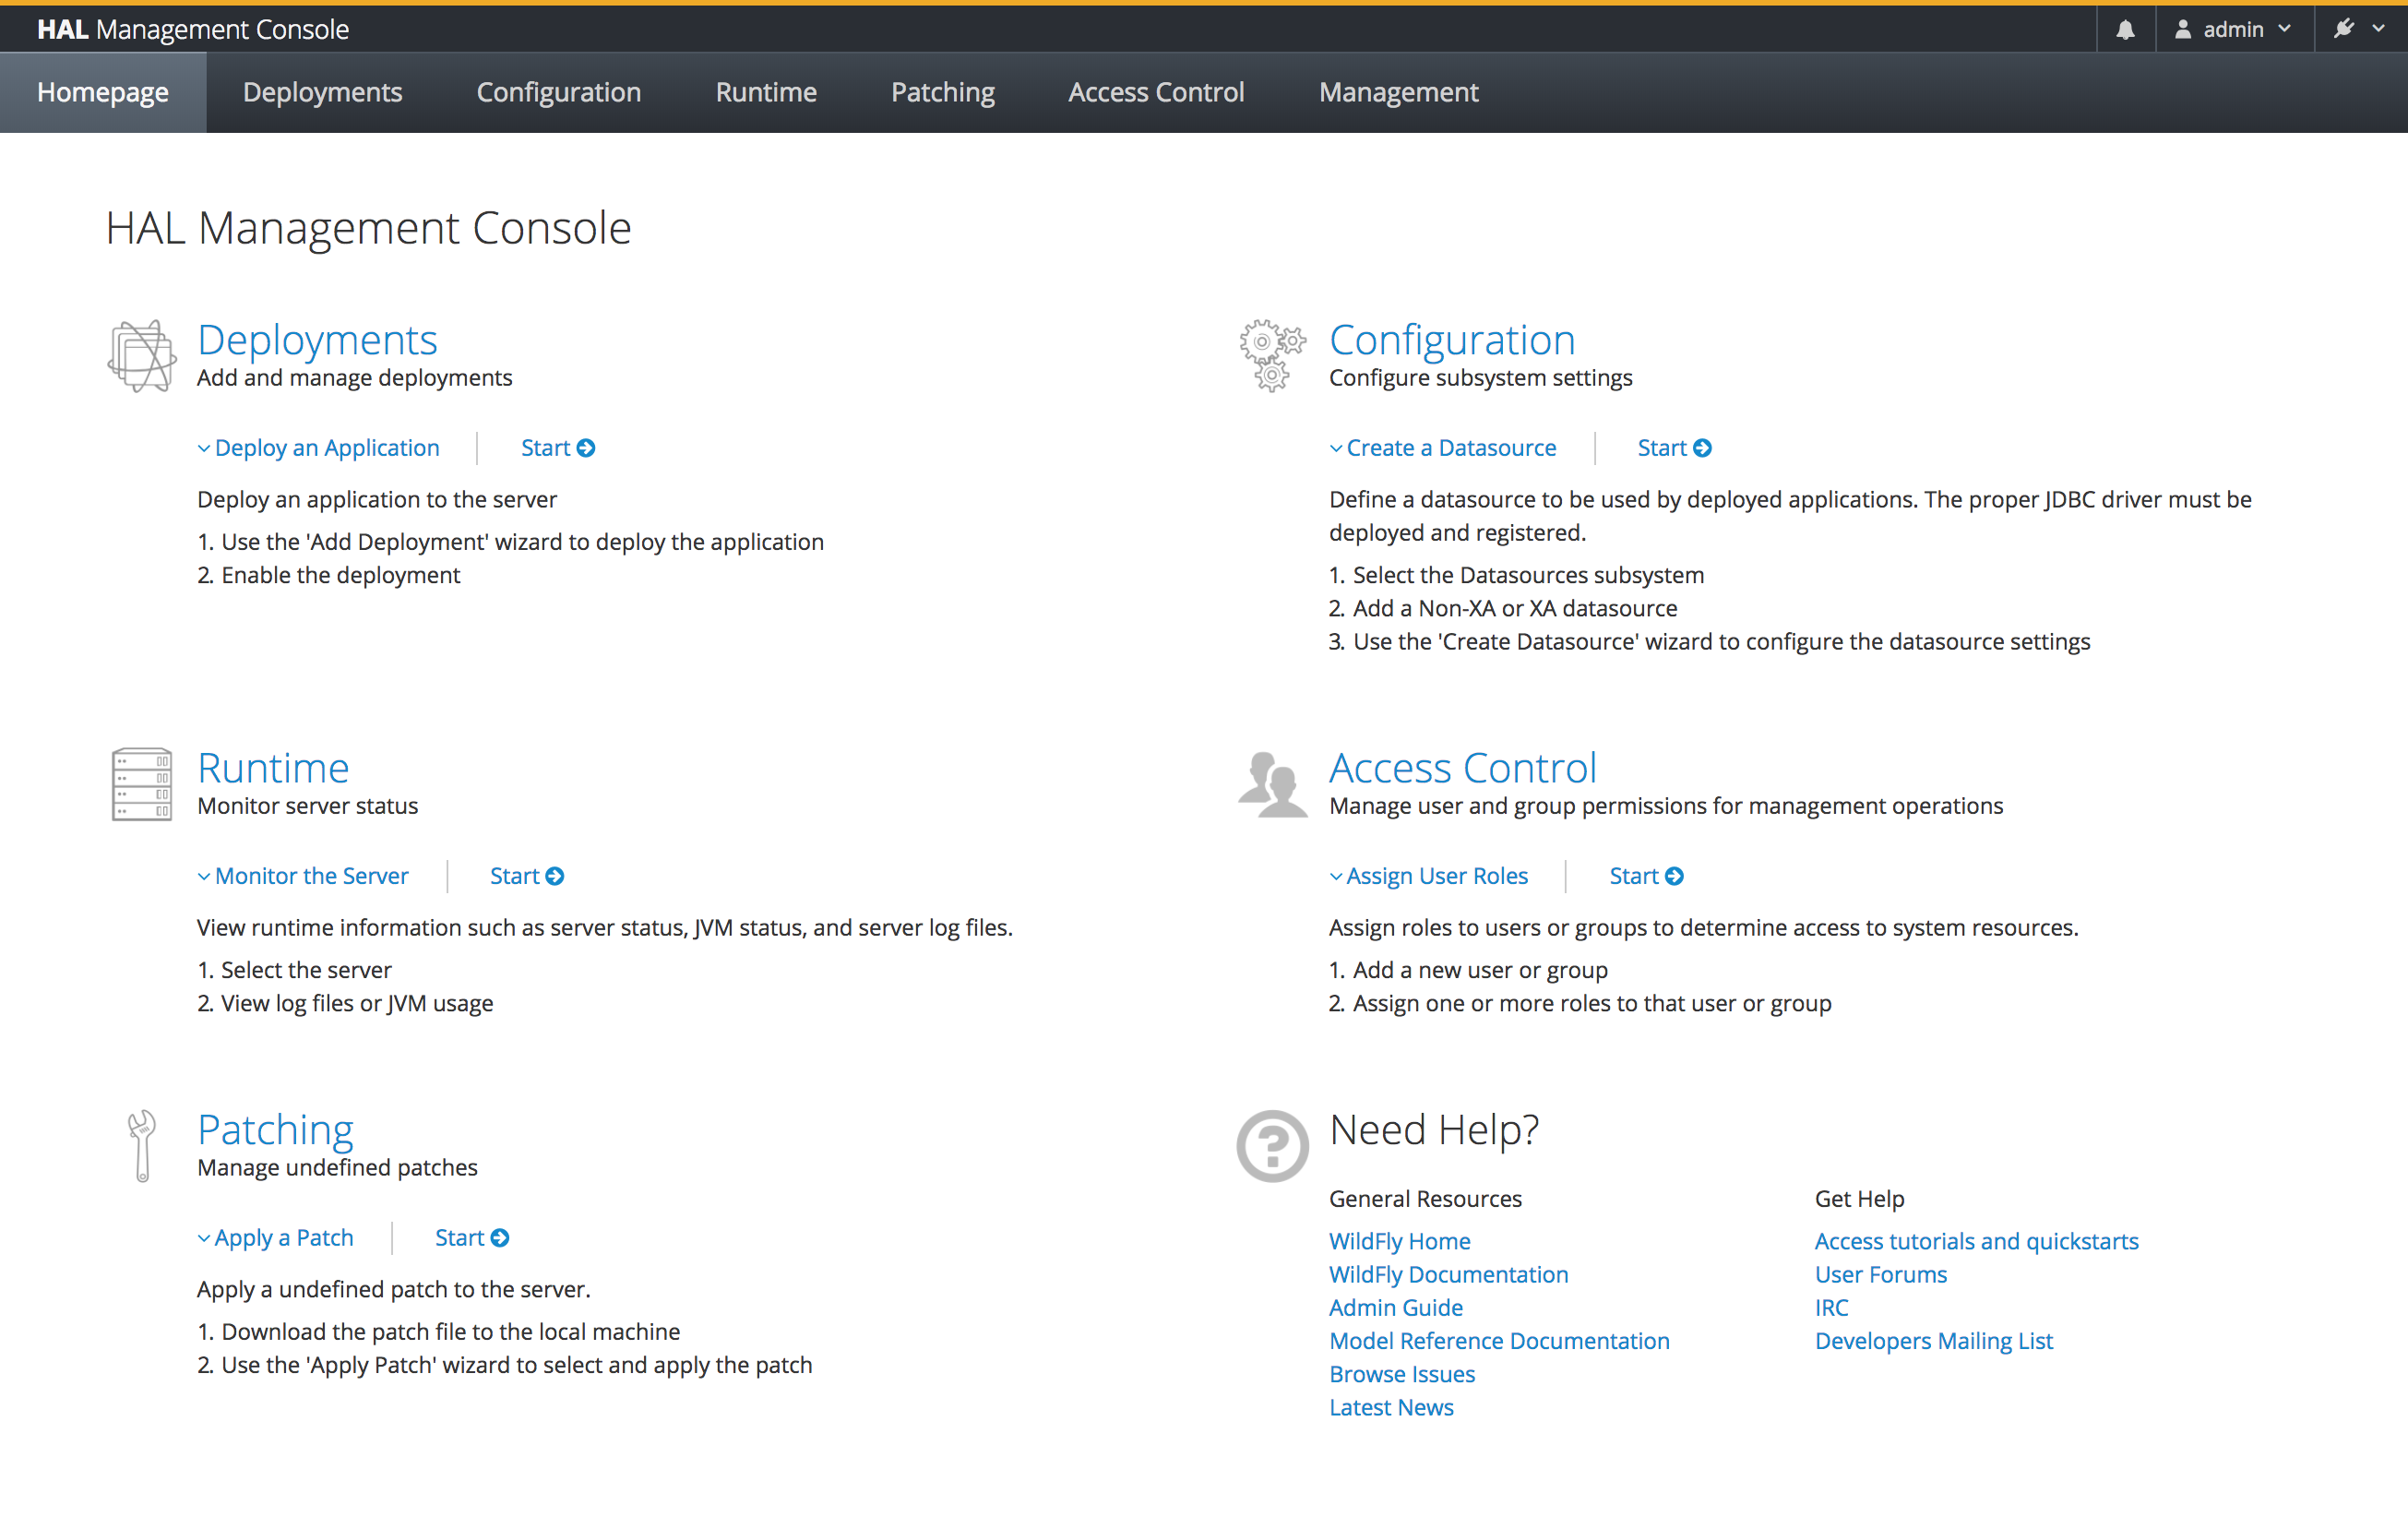 HAL Management Console
admin
Homepage Deployments Configuration Runtime Patching Access Control Management
HAL Management Console
Deployments
Add and manage deployments
Deploy an Application Start
Deploy an application to the server
1. Use the 'Add Deployment' wizard to deploy the application
2. Enable the deployment
Configuration
Configure subsystem settings
Create a Datasource Start
Define a datasource to be used by deployed applications. The proper JDBC driver must be
deployed and registered.
1. Select the Datasources subsystem
2. Add a Non-XA or XA datasource
3. Use the 'Create Datasource' wizard to configure the datasource settings
Runtime
Monitor server status
Monitor the Server Start
View runtime information such as server status, JVM status, and server log files.
1. Select the server
2. View log files or JVM usage
Access Control
Manage user and group permissions for management operations
Assign User Roles Start
Assign roles to users or groups to determine access to system resources.
1. Add a new user or group
2. Assign one or more roles to that user or group
Patching
Manage undefined patches
Apply a Patch Start
Apply a undefined patch to the server.
1. Download the patch file to the local machine
2. Use the 'Apply Patch' wizard to select and apply the patch
Need Help?
General Resources
WildFly Home
WildFly Documentation
Admin Guide
Model Reference Documentation
Browse Issues
Latest News
Get Help
Access tutorials and quickstarts
User Forums
IRC
Developers Mailing List